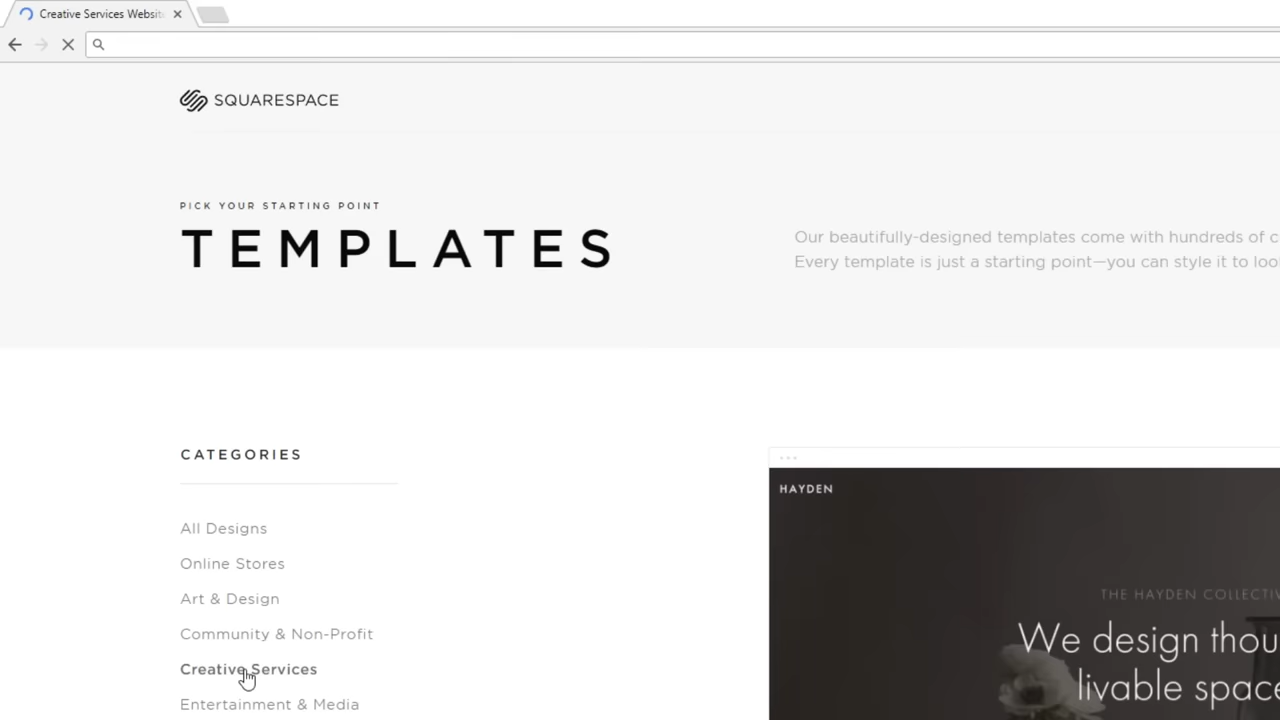 Creative Services Websit
SQUARESPACE
PICK YOUR STARTING POINT
TEMPLATES
Our beautifully-designed templates come with hundreds of c
Every template is just a starting point—you can style it to loo
CATEGORIES
All Designs
Online Stores
Art & Design
Community & Non-Profit
Creative Services
Entertainment & Media
HAYDEN
THE HAYDEN COLLECTIV
We design thou
livable space